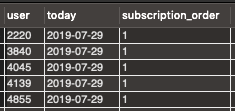 user today subscription_order
2220 2019-07-29 1
3840 2019-07-29 1
4045 2019-07-29 1
4139 2019-07-29 1
4855 2019-07-29 1